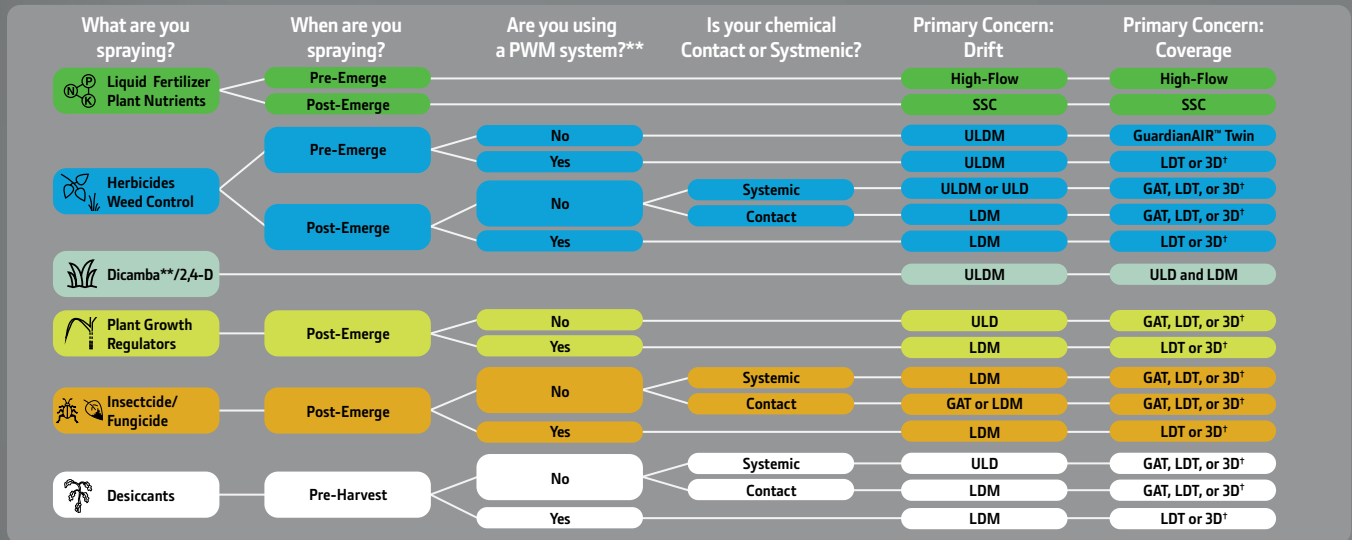 What are you
spraying?
When are you
spraying?
Are you using
a PWM system?**
Is your chemical
Contact or Systmenic?
Primary Concern:
Drift
Primary Concern:
Coverage
N P K
Liquid Fertilizer
Plant Nutrients
Pre-Emerge
High-Flow
High-Flow
Post-Emerge
SSC
SSC
Herbicides
Weed Control
Pre-Emerge
No
ULDM
GuardianAIR™ Twin
Yes
ULDM
LDT or 3D†
Post-Emerge
No
Systemic
ULDM or ULD
GAT, LDT, or 3D†
Contact
LDM
GAT, LDT, or 3D†
Yes
LDM
LDT or 3D†
Dicamba**/2,4-D
ULDM
ULD and LDM
Plant Growth
Regulators
Post-Emerge
No
ULD
GAT, LDT, or 3D†
Yes
LDM
LDT or 3D†
Insectcide/
Fungicide
Post-Emerge
No
Systemic
LDM
GAT, LDT, or 3D†
Contact
GAT or LDM
GAT, LDT, or 3D†
Yes
LDM
LDT or 3D†
Desiccants
Pre-Harvest
No
Systemic
ULD
GAT, LDT, or 3D†
Contact
LDM
GAT, LDT, or 3D†
Yes
LDM
LDT or 3D†